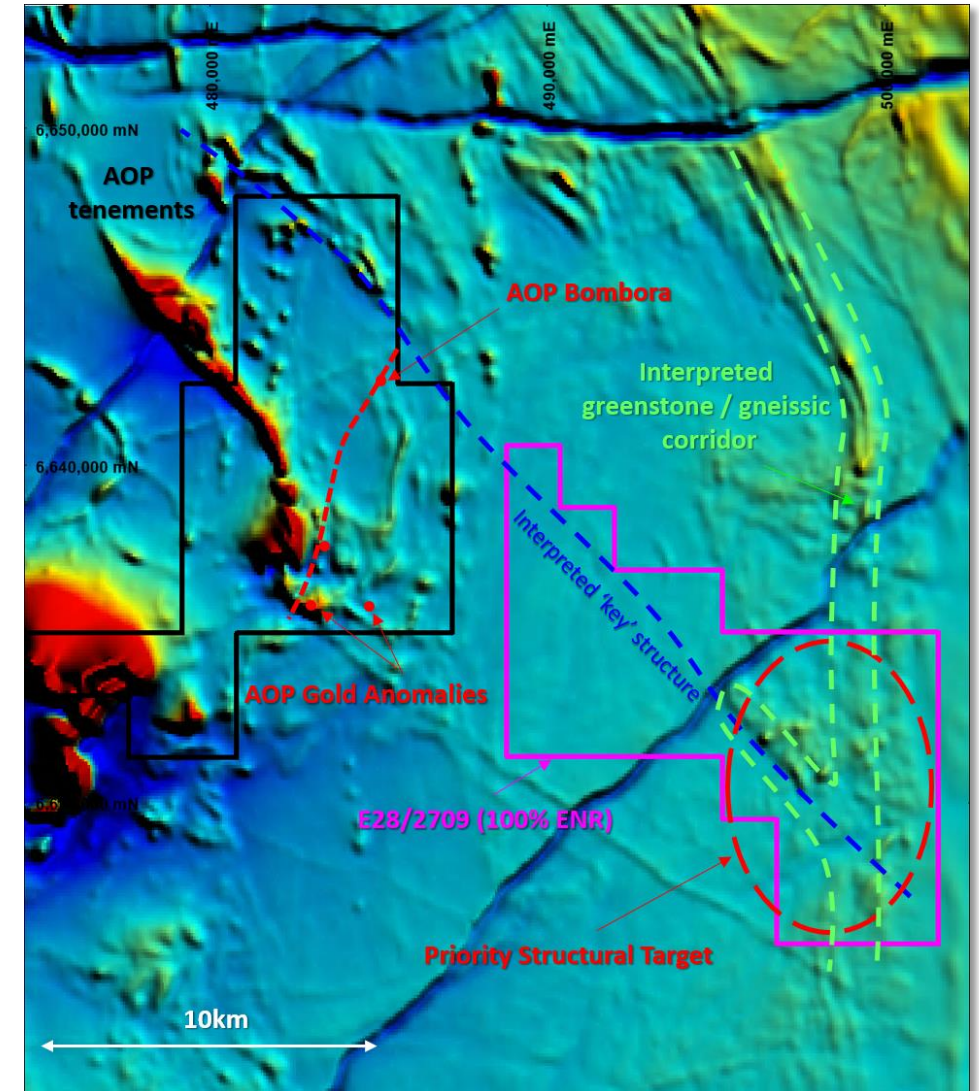 480,000 mE
490,000 mE
500,000 mE
6,650,000 mN
AOP
tenements
AOP Bombora
Interpreted
greenstone / gneissic
corridor
6,640,000 mN
Interpreted 'key' structure
AOP Gold Anomalies
mN
E28/2709 (100% ENR)
Priority Structural Target
10km